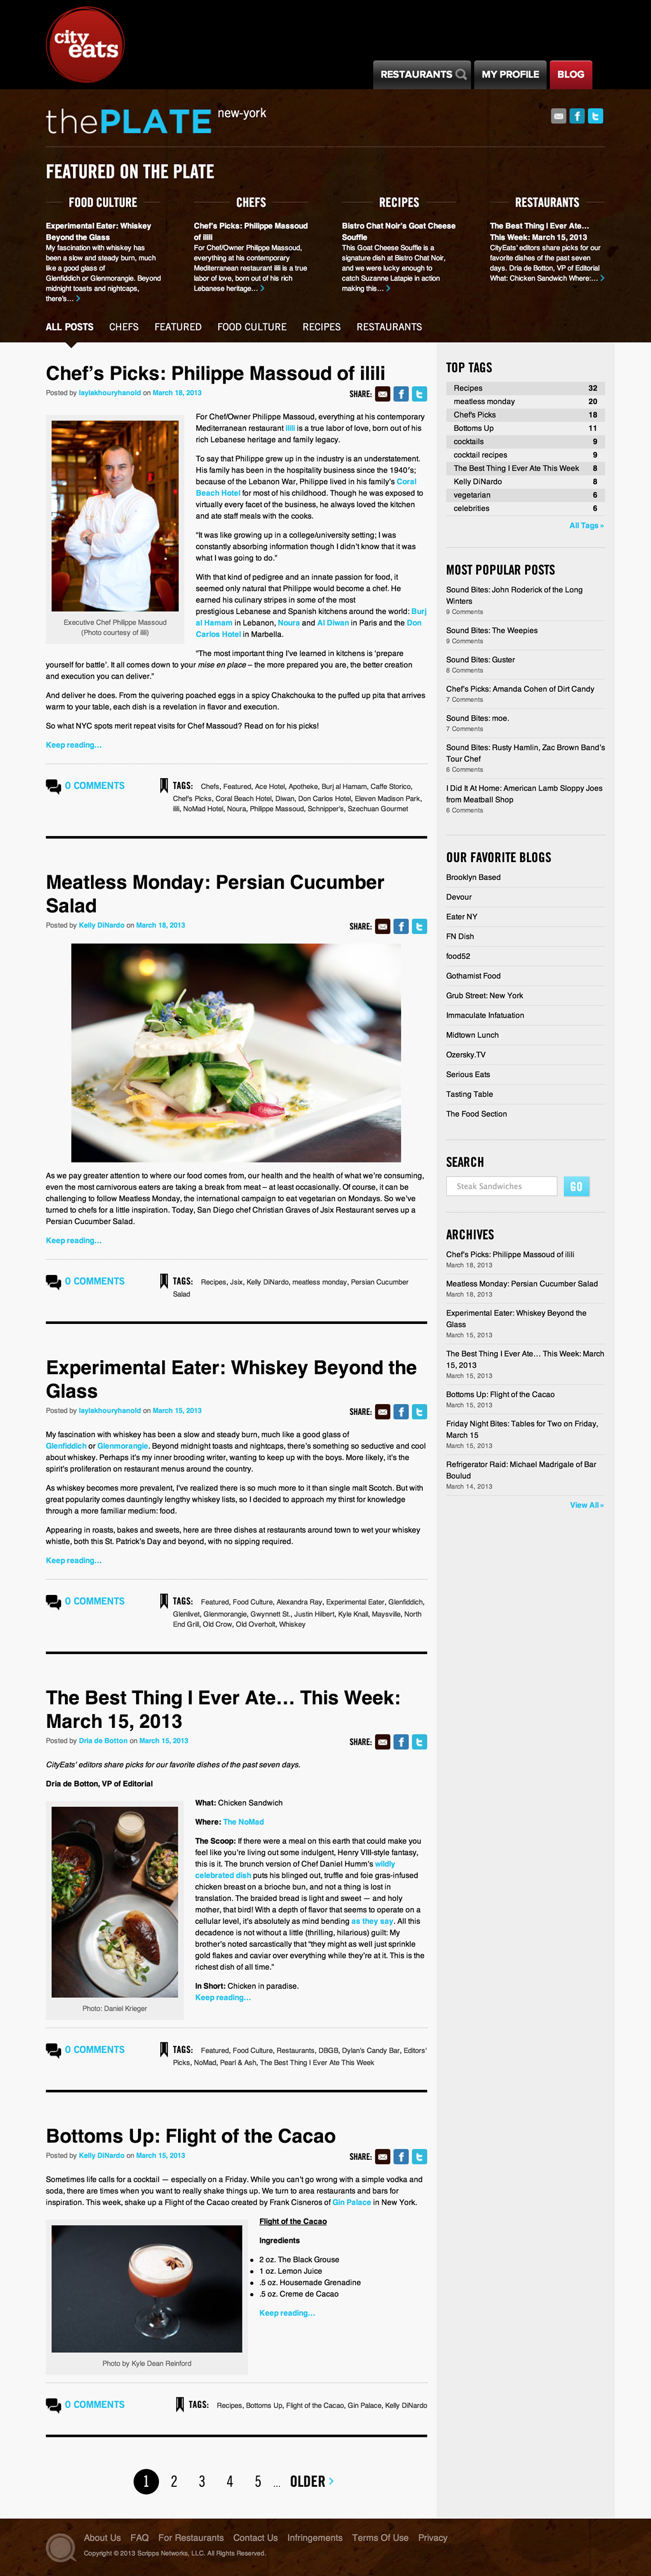 city
eats
RESTAURANTS
MY PROFILE
BLOG
thePLATE new-york
FEATURED ON THE PLATE
FOOD CULTURE
Experimental Eater: Whiskey
Beyond the Glass
My fascination with whiskey has
been a slow and steady burn, much
like a good glass of
Glenfiddich or Glenmorangie. Beyond
midnight toasts and nightcaps,
there's...
CHEFS
Chef's Picks: Philippe Massoud
of ilili
For Chef/Owner Philippe Massoud,
everything at his contemporary
Mediterranean restaurant ilili is a true
labor of love, born out of his rich
Lebanese heritage...
RECIPES
Bistro Chat Noir's Goat Cheese
Souffle
This Goat Cheese Souffle is a
signature dish at Bistro Chat Noir,
and we were lucky enough to
catch Suzanne Latapie in action
making this...
RESTAURANTS
The Best Thing I Ever Ate...
This Week: March 15, 2013
CityEats' editors share picks for our
favorite dishes of the past seven
days. Dria de Botton, VP of Editorial
What: Chicken Sandwich Where:...
ALL POSTS CHEFS FEATURED FOOD CULTURE RECIPES RESTAURANTS
Chef's Picks: Philippe Massoud of ilili
Posted by laylakhouryhanold on March 18, 2013
SHARE:
Executive Chef Philippe Massoud
(Photo courtesy of ilili)
For Chef/Owner Philippe Massoud, everything at his contemporary
Mediterranean restaurant ilili is a true labor of love, born out of his
rich Lebanese heritage and family legacy.
To say that Philippe grew up in the industry is an understatement.
His family has been in the hospitality business since the 1940's;
because of the Lebanon War, Philippe lived in his family's Coral
Beach Hotel for most of his childhood. Though he was exposed to
virtually every facet of the business, he always loved the kitchen
and ate staff meals with the cooks.
"It was like growing up in a college/university setting; I was
constantly absorbing information though I didn't know that it was
what I was going to do."
With that kind of pedigree and an innate passion for food, it
seemed only natural that Philippe would become a chef. He
earned his culinary stripes in some of the most
prestigious Lebanese and Spanish kitchens around the world: Burj
al Hamam in Lebanon, Noura and Al Diwan in Paris and the Don
Carlos Hotel in Marbella.
"The most important thing I've learned in kitchens is 'prepare
yourself for battle'. It all comes down to your mise en place – the more prepared you are, the better creation
and execution you can deliver."
And deliver he does. From the quivering poached eggs in a spicy Chakchouka to the puffed up pita that arrives
warm to your table, each dish is a revelation in flavor and execution.
So what NYC spots merit repeat visits for Chef Massoud? Read on for his picks!
Keep reading...
0 COMMENTS
TAGS: Chefs, Featured, Ace Hotel, Apotheke, Burj al Hamam, Caffe Storico,
Chef's Picks, Coral Beach Hotel, Diwan, Don Carlos Hotel, Eleven Madison Park,
ilili, NoMad Hotel, Noura, Philippe Massoud, Schnipper's, Szechuan Gourmet
Meatless Monday: Persian Cucumber
Salad
Posted by Kelly DiNardo on March 18, 2013
SHARE:
As we pay greater attention to where our food comes from, our health and the health of what we're consuming,
even the most carnivorous eaters are taking a break from meat – at least occasionally. Of course, it can be
challenging to follow Meatless Monday, the international campaign to eat vegetarian on Mondays. So we've
turned to chefs for a little inspiration. Today, San Diego chef Christian Graves of Jsix Restaurant serves up a
Persian Cucumber Salad.
Keep reading...
0 COMMENTS
TAGS: Recipes, Jsix, Kelly DiNardo, meatless monday, Persian Cucumber
Salad
Experimental Eater: Whiskey Beyond the
Glass
Posted by laylakhouryhanold on March 15, 2013
SHARE:
My fascination with whiskey has been a slow and steady burn, much like a good glass of
Glenfiddich or Glenmorangie. Beyond midnight toasts and nightcaps, there's something so seductive and cool
about whiskey. Perhaps it's my inner brooding writer, wanting to keep up with the boys. More likely, it's the
spirit's proliferation on restaurant menus around the country.
As whiskey becomes more prevalent, I've realized there is so much more to it than single malt Scotch. But with
great popularity comes dauntingly lengthy whiskey lists, so I decided to approach my thirst for knowledge
through a more familiar medium: food.
Appearing in roasts, bakes and sweets, here are three dishes at restaurants around town to wet your whiskey
whistle, both this St. Patrick's Day and beyond, with no sipping required.
Keep reading...
0 COMMENTS
TAGS: Featured, Food Culture, Alexandra Ray, Experimental Eater, Glenfiddich,
Glenlivet, Glenmorangie, Gwynnett St., Justin Hilbert, Kyle Knall, Maysville, North
End Grill, Old Crow, Old Overholt, Whiskey
The Best Thing I Ever Ate... This Week:
March 15, 2013
Posted by Dria de Botton on March 15, 2013
SHARE:
CityEats' editors share picks for our favorite dishes of the past seven days.
Dria de Botton, VP of Editorial
Photo: Daniel Krieger
What: Chicken Sandwich
Where: The NoMad
The Scoop: If there were a meal on this earth that could make you
feel like you're living out some indulgent, Henry VIII-style fantasy,
this is it. The brunch version of Chef Daniel Humm's wildly
celebrated dish puts his blinged out, truffle and foie gras-infused
chicken breast on a brioche bun, and not a thing is lost in
translation. The braided bread is light and sweet — and holy
mother, that bird! With a depth of flavor that seems to operate on a
cellular level, it's absolutely as mind bending as they say. All this
decadence is not without a little (thrilling, hilarious) guilt: My
brother's noted sarcastically that "they might as well just sprinkle
gold flakes and caviar over everything while they're at it. This is the
richest dish of all time."
In Short: Chicken in paradise.
Keep reading...
0 COMMENTS
TAGS: Featured, Food Culture, Restaurants, DBGB, Dylan's Candy Bar, Editors'
Picks, NoMad, Pearl & Ash, The Best Thing I Ever Ate This Week
Bottoms Up: Flight of the Cacao
Posted by Kelly DiNardo on March 15, 2013
SHARE:
Sometimes life calls for a cocktail — especially on a Friday. While you can't go wrong with a simple vodka and
soda, there are times when you want to really shake things up. We turn to area restaurants and bars for
inspiration. This week, shake up a Flight of the Cacao created by Frank Cisneros of Gin Palace in New York.
Photo by Kyle Dean Reinford
Flight of the Cacao
Ingredients
2 oz. The Black Grouse
1 oz. Lemon Juice
.5 oz. Housemade Grenadine
.5 oz. Creme de Cacao
Keep reading...
0 COMMENTS
TAGS: Recipes, Bottoms Up, Flight of the Cacao, Gin Palace, Kelly DiNardo
1 2 3 4 5 ... OLDER
TOP TAGS
Recipes 32
meatless monday 20
Chef's Picks 18
Bottoms Up 11
cocktails 9
cocktail recipes 9
The Best Thing I Ever Ate This Week 8
Kelly DiNardo 8
vegetarian 6
celebrities 6
All Tags »
MOST POPULAR POSTS
Sound Bites: John Roderick of the Long
Winters
9 Comments
Sound Bites: The Weepies
9 Comments
Sound Bites: Guster
8 Comments
Chef's Picks: Amanda Cohen of Dirt Candy
7 Comments
Sound Bites: moe.
7 Comments
Sound Bites: Rusty Hamlin, Zac Brown Band's
Tour Chef
6 Comments
I Did It At Home: American Lamb Sloppy Joes
from Meatball Shop
6 Comments
OUR FAVORITE BLOGS
Brooklyn Based
Devour
Eater NY
FN Dish
food52
Gothamist Food
Grub Street: New York
Immaculate Infatuation
Midtown Lunch
Ozersky.TV
Serious Eats
Tasting Table
The Food Section
SEARCH
Steak Sandwiches GO
ARCHIVES
Chef's Picks: Philippe Massoud of ilili
March 18, 2013
Meatless Monday: Persian Cucumber Salad
March 18, 2013
Experimental Eater: Whiskey Beyond the
Glass
March 15, 2013
The Best Thing I Ever Ate... This Week: March
15, 2013
March 15, 2013
Bottoms Up: Flight of the Cacao
March 15, 2013
Friday Night Bites: Tables for Two on Friday,
March 15
March 15, 2013
Refrigerator Raid: Michael Madrigale of Bar
Boulud
March 14, 2013
View All »
About Us FAQ For Restaurants Contact Us Infringements Terms Of Use Privacy
Copyright © 2013 Scripps Networks, LLC. All Rights Reserved.